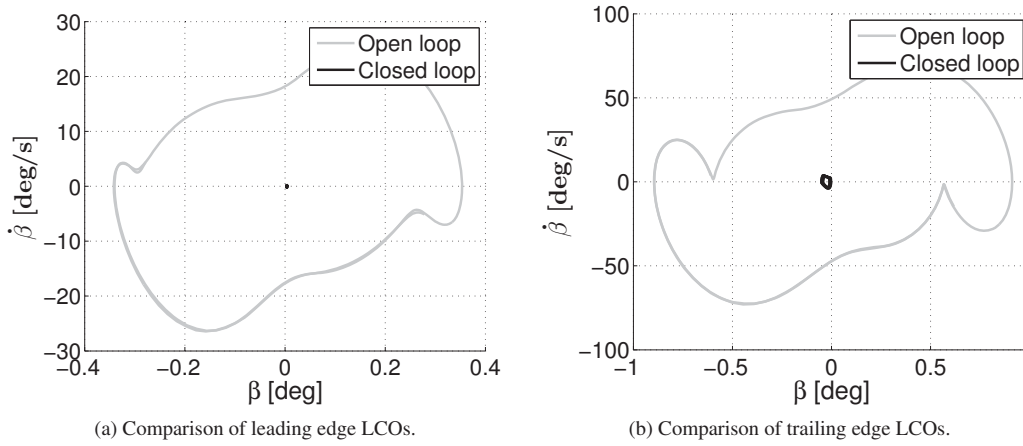 30
20
10
0
−10
−20
−30
−0.4
−0.2
0
0.2
0.4
β̇ [deg/s]
β [deg]
Open loop
Closed loop
(a) Comparison of leading edge LCOs.
100
50
0
−50
−100
−1
−0.5
0
0.5
β̇ [deg/s]
β [deg]
Open loop
Closed loop
(b) Comparison of trailing edge LCOs.